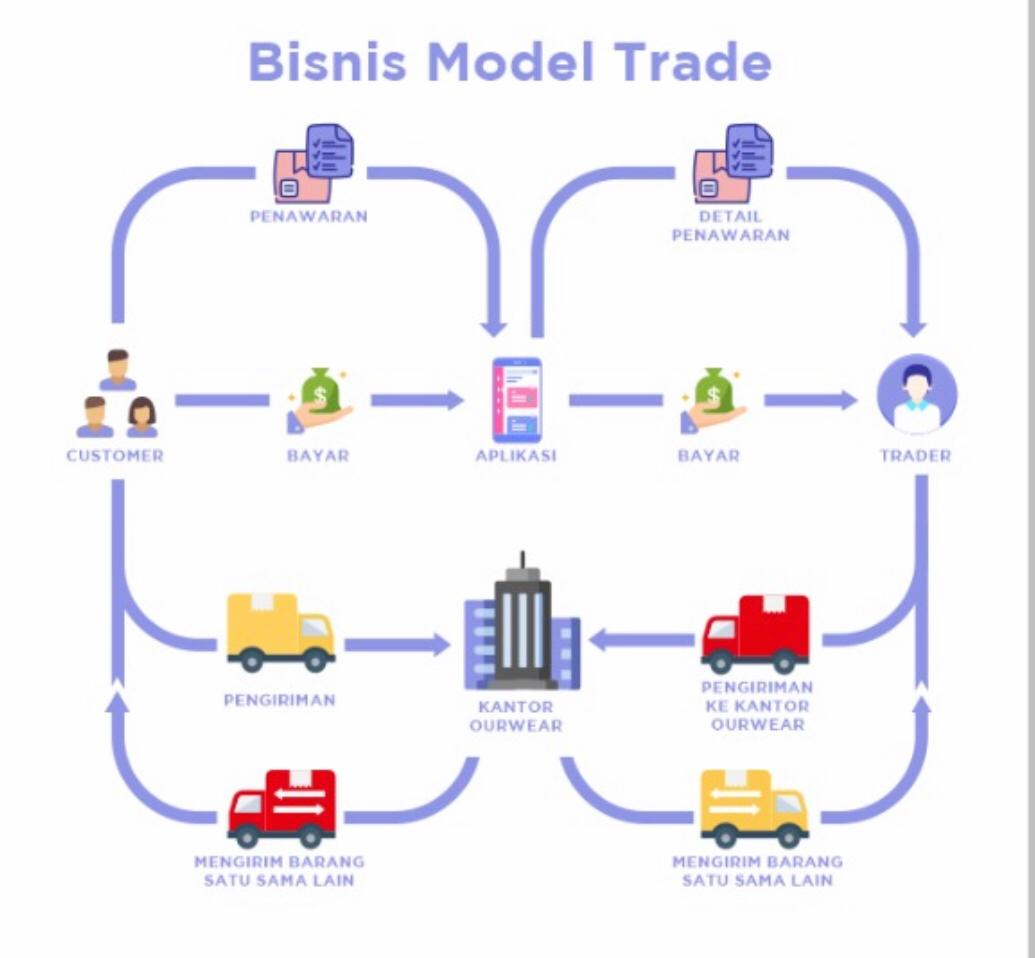 Bisnis Model Trade
PENAWARAN
DETAIL
PENAWARAN
$
$
CUSTOMER
BAYAR
APLIKASI
BAYAR
TRADER
PENGIRIMAN
KANTOR
OURWEAR
PENGIRIMAN
KE KANTOR
OURWEAR
MENGIRIM BARANG
SATU SAMA LAIN
MENGIRIM BARANG
SATU SAMA LAIN